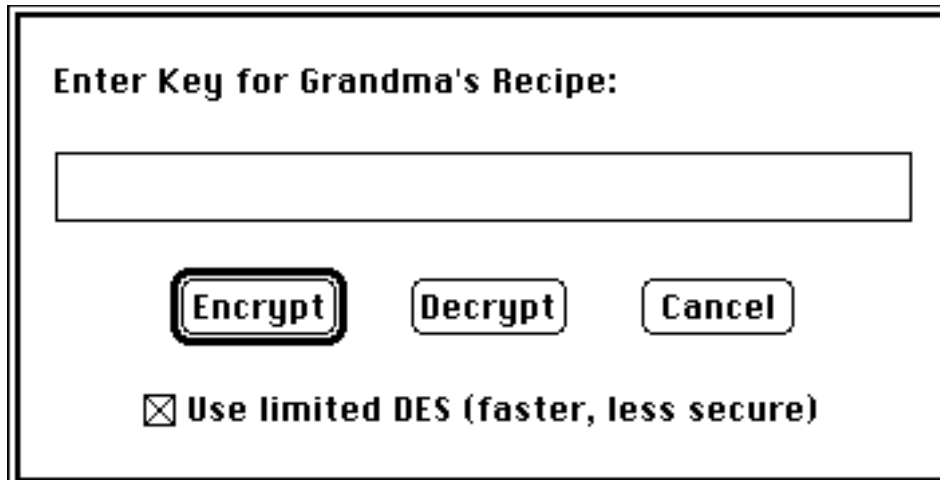 Enter Key for Grandma's Recipe:
Encrypt Decrypt Cancel
Use limited DES (faster, less secure)